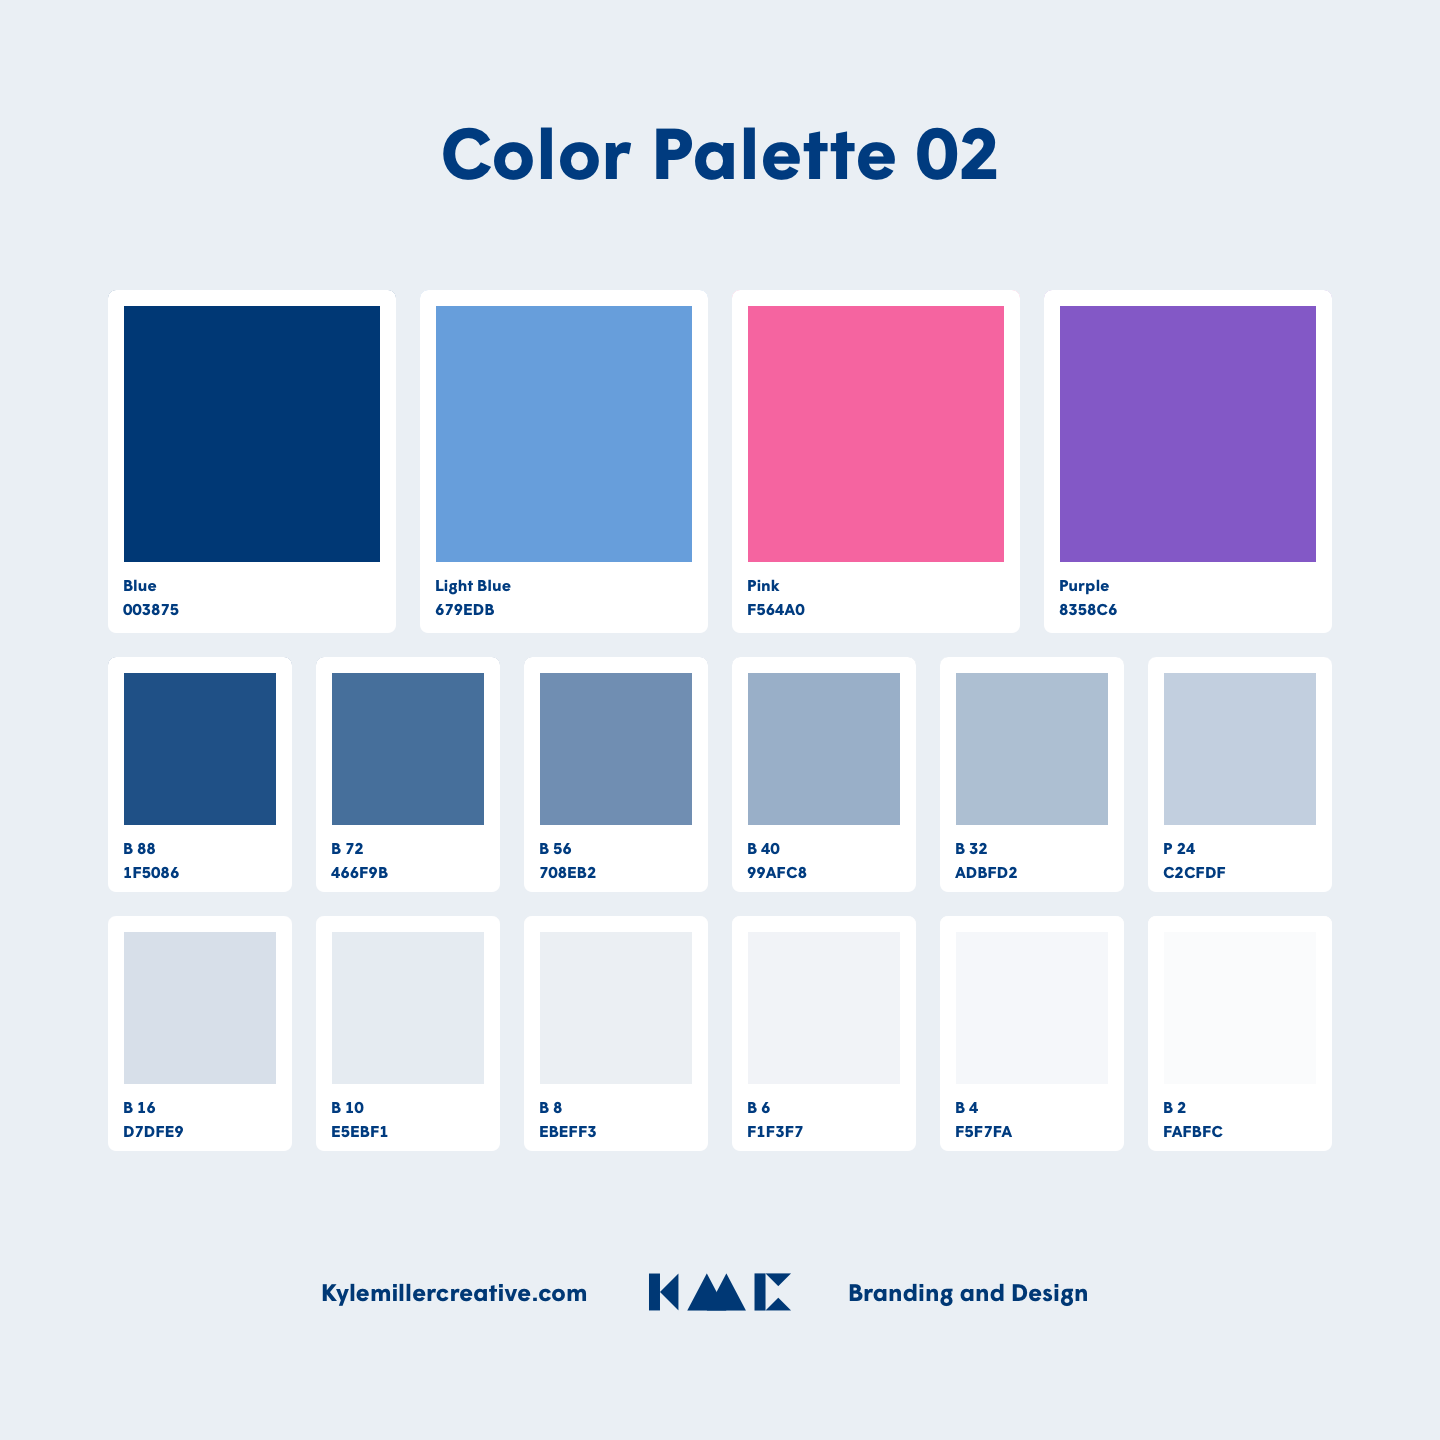 Color Palette 02
Blue
003875
Light Blue
679EDB
Pink
F564A0
Purple
8358C6
B 88
1F5086
B 72
466F9B
B 56
708EB2
B 40
99AFC8
B 32
ADBFD2
P 24
C2CFDF
B 16
D7DFE9
B 10
E5EBF1
B 8
EBEFF3
B 6
F1F3F7
B 4
F5F7FA
B 2
FAFBFC
Kylemillercreative.com
KMC
Branding and Design